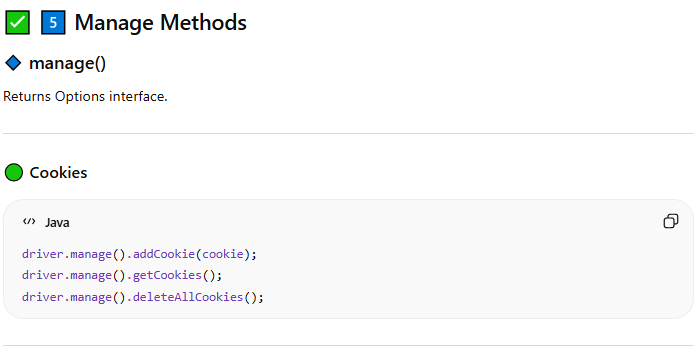 ✅ 5️⃣ Manage Methods
🔷 manage()
Returns Options interface.
🟢 Cookies
</> Java
driver.manage().addCookie(cookie);
driver.manage().getCookies();
driver.manage().deleteAllCookies();